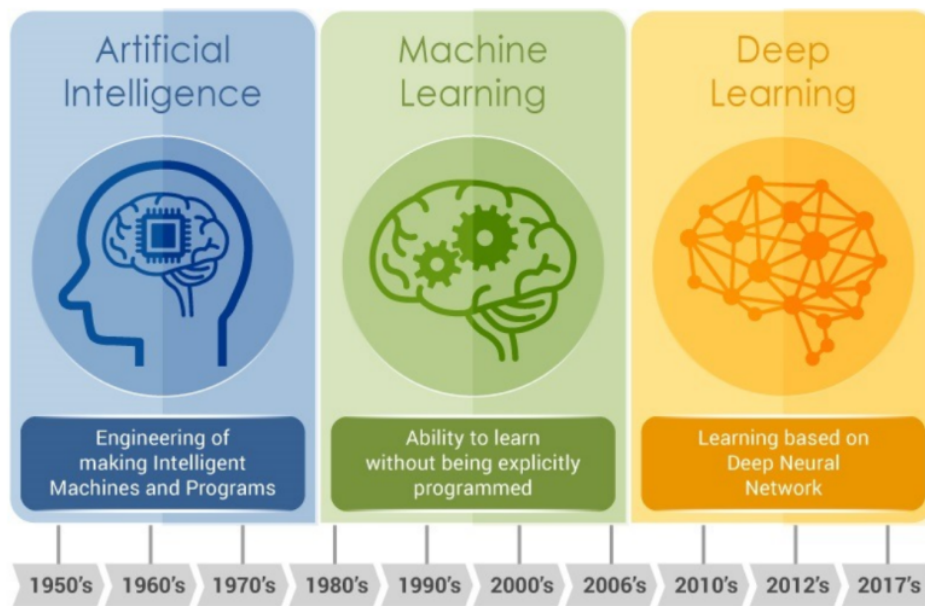 Artificial
Intelligence
Machine
Learning
Deep
Learning
Engineering of
making Intelligent
Machines and Programs
Ability to learn
without being explicitly
programmed
Learning based on
Deep Neural
Network
1950's 1960's 1970's 1980's 1990's 2000's 2006's 2010's 2012's 2017's